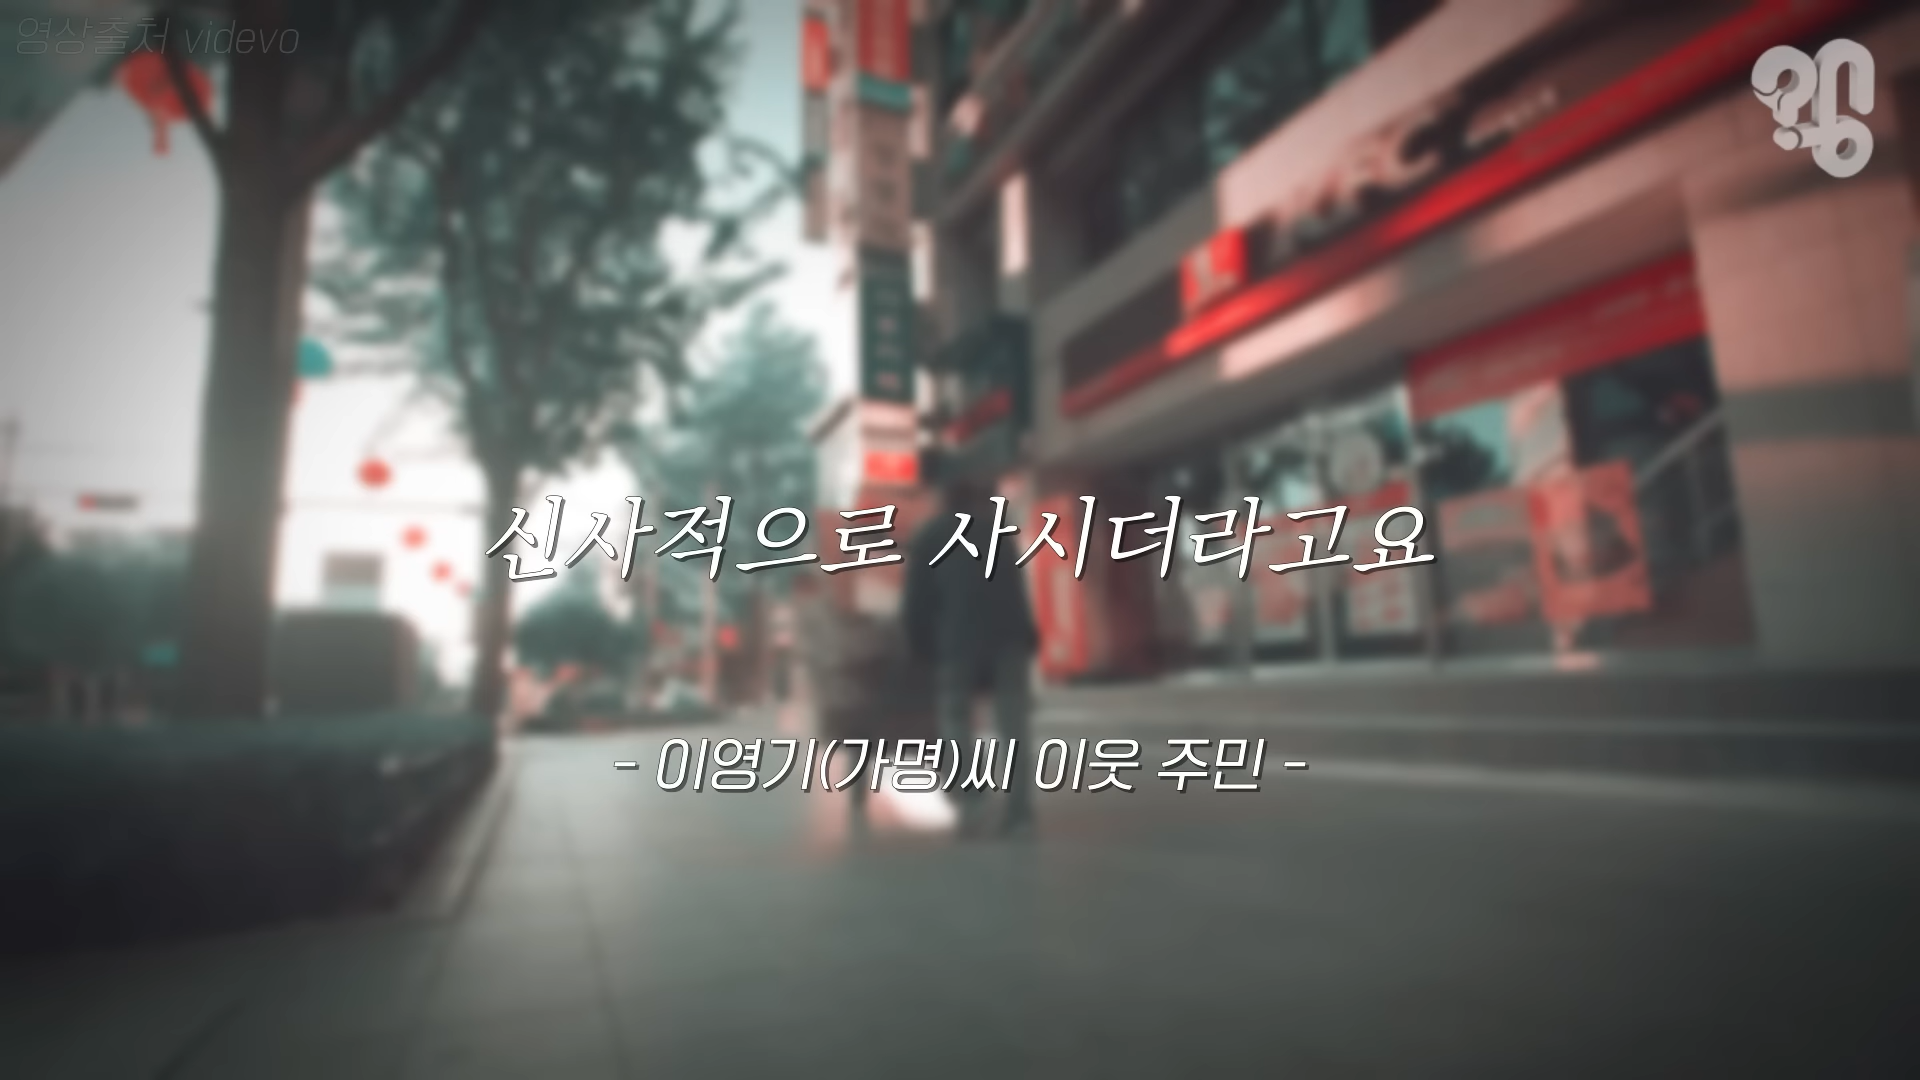 영상출처 videvo
신사적으로 사시더라고요
- 이영기(가명)씨 이웃 주민 -